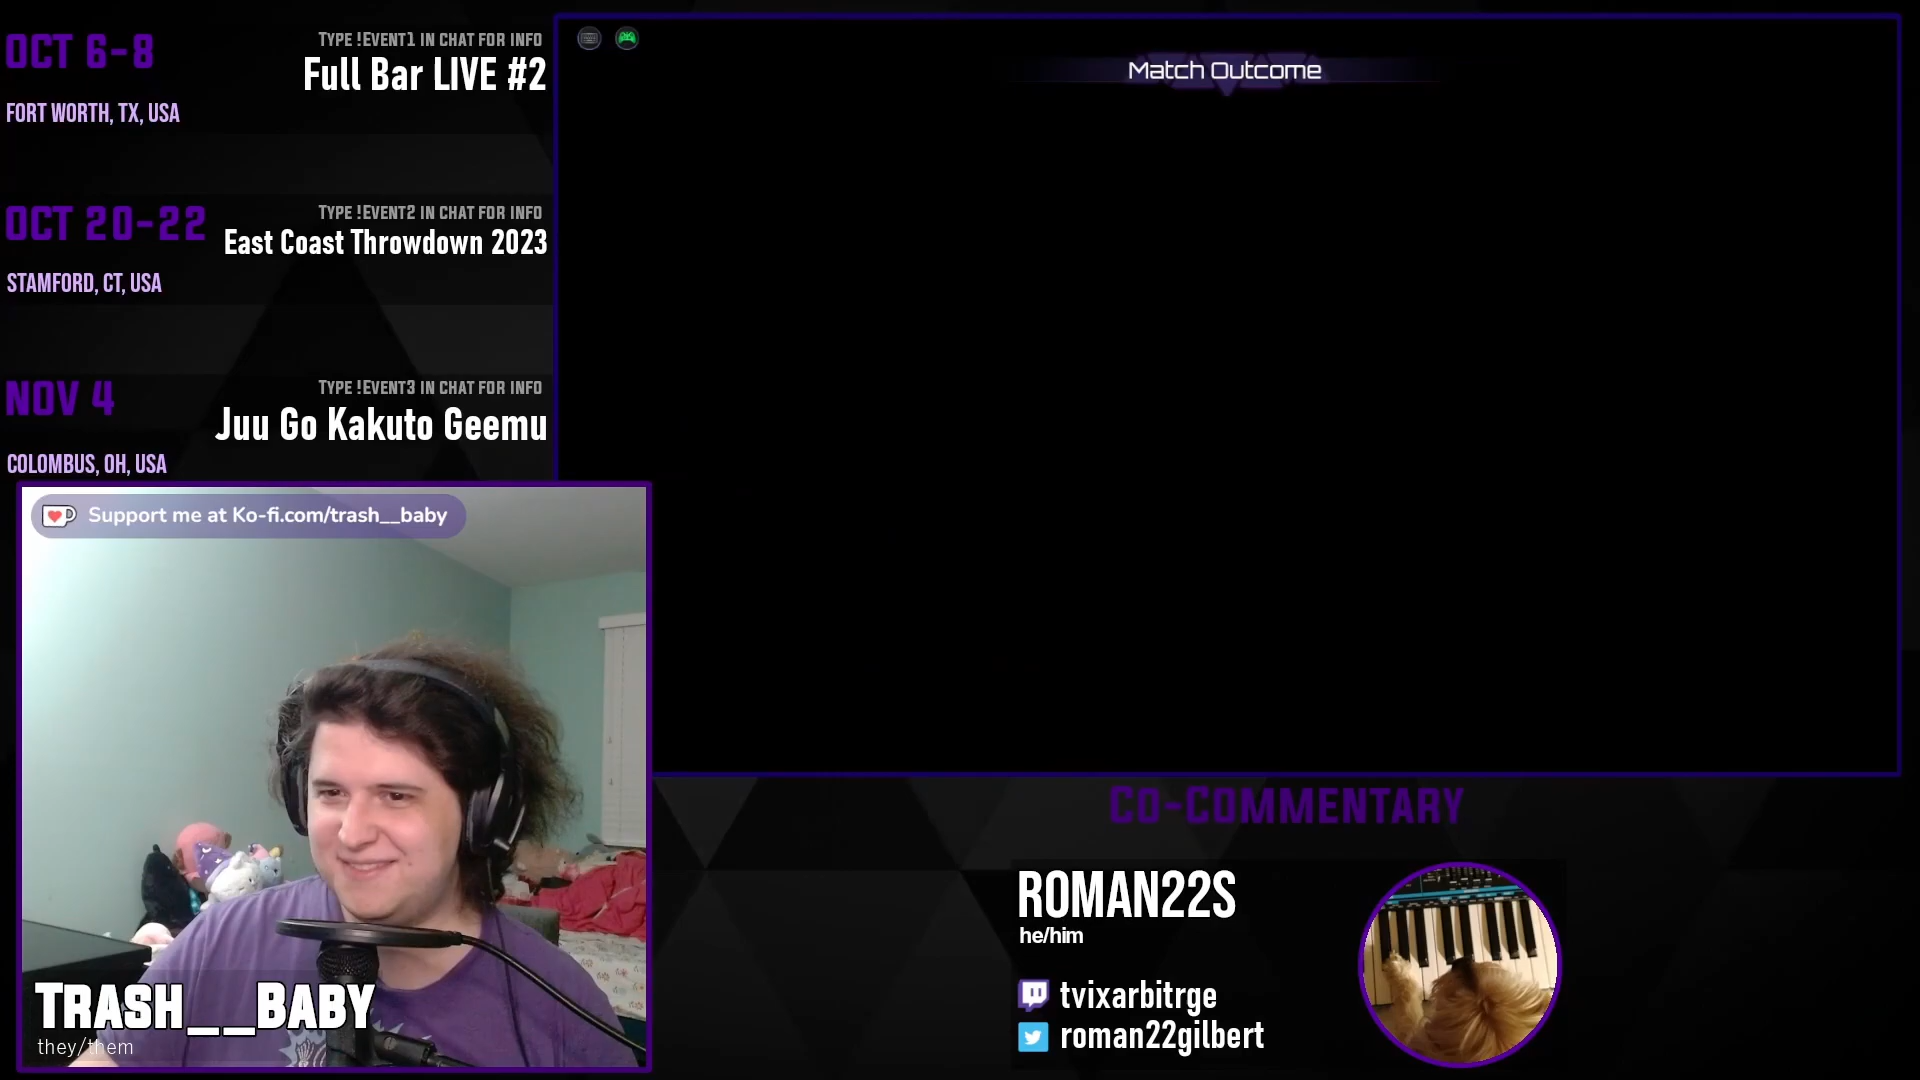 OCT 6-8
TYPE !EVENT1 IN CHAT FOR INFO
Full Bar LIVE #2
FORT WORTH, TX, USA
OCT 20-22
TYPE !EVENT2 IN CHAT FOR INFO
East Coast Throwdown 2023
STAMFORD, CT, USA
NOV 4
TYPE !EVENT3 IN CHAT FOR INFO
Juu Go Kakuto Geemu
COLOMBUS, OH, USA
Match Outcome
Support me at Ko-fi.com/trash__baby
TRASH__BABY
they/them
CO-COMMENTARY
ROMAN22S
he/him
tvixarbitrge
roman22gilbert